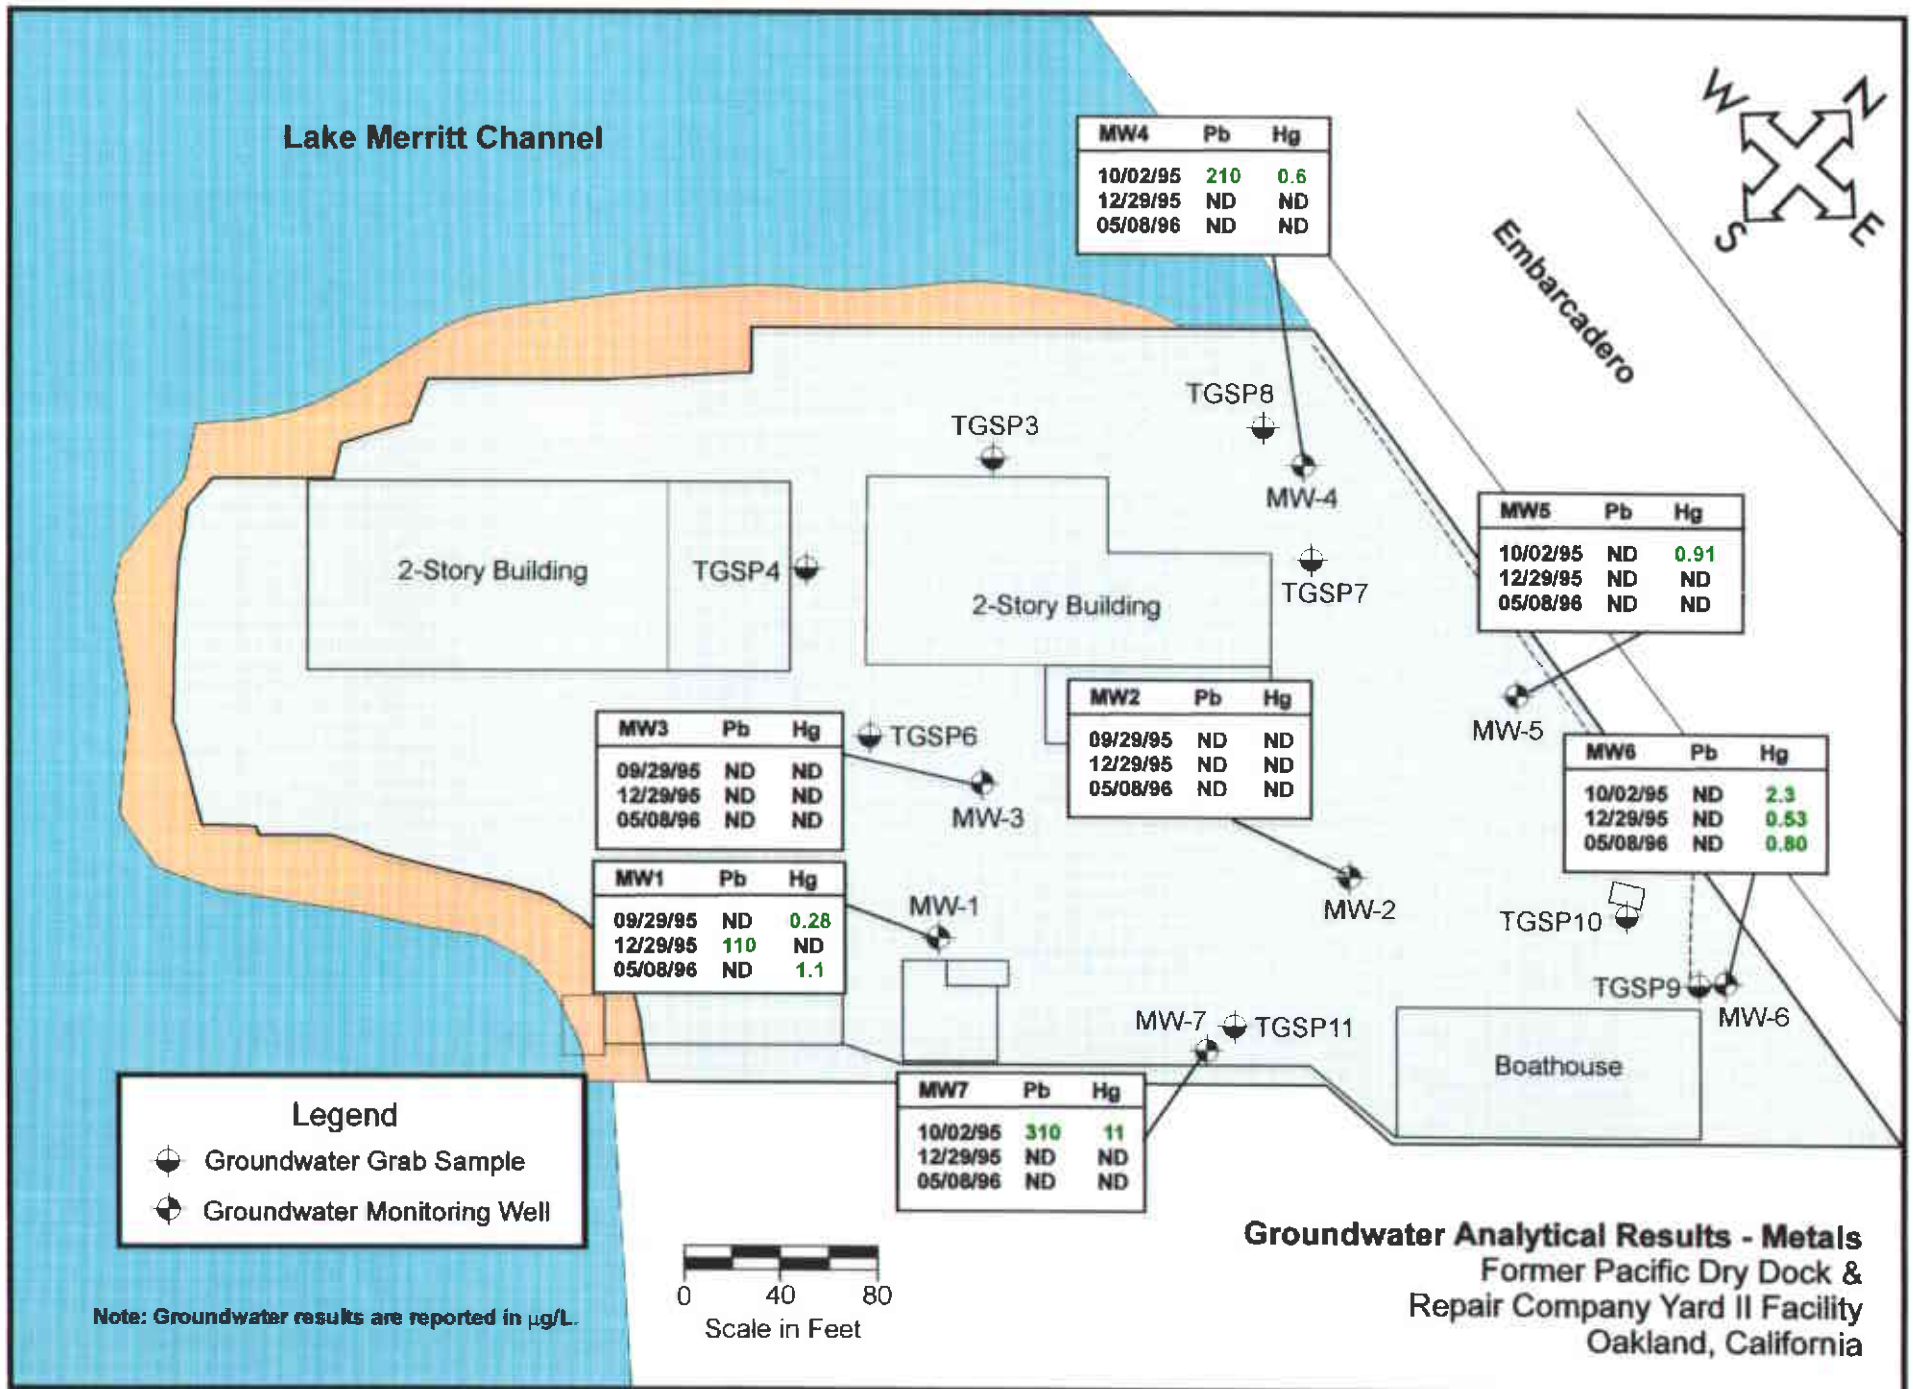 Lake Merritt Channel
W N
S E
Embarcadero
MW4 Pb Hg
10/02/95 210 0.6
12/29/95 ND ND
05/08/96 ND ND
TGSP8
TGSP3
MW-4
MW5 Pb Hg
10/02/95 ND 0.91
12/29/95 ND ND
05/08/96 ND ND
2-Story Building
TGSP4
2-Story Building
TGSP7
MW-5
MW3 Pb Hg
09/29/95 ND ND
12/29/95 ND ND
05/08/96 ND ND
TGSP6
MW-3
MW2 Pb Hg
09/29/95 ND ND
12/29/95 ND ND
05/08/96 ND ND
MW-2
MW6 Pb Hg
10/02/95 ND 2.3
12/29/95 ND 0.53
05/08/96 ND 0.80
MW1 Pb Hg
09/29/95 ND 0.28
12/29/95 110 ND
05/08/96 ND 1.1
MW-1
TGSP10
TGSP9
MW-6
MW-7
TGSP11
Boathouse
MW7 Pb Hg
10/02/95 310 11
12/29/95 ND ND
05/08/96 ND ND
Legend
Groundwater Grab Sample
Groundwater Monitoring Well
Note: Groundwater results are reported in µg/L.
0 40 80
Scale in Feet
Groundwater Analytical Results - Metals
Former Pacific Dry Dock &
Repair Company Yard II Facility
Oakland, California